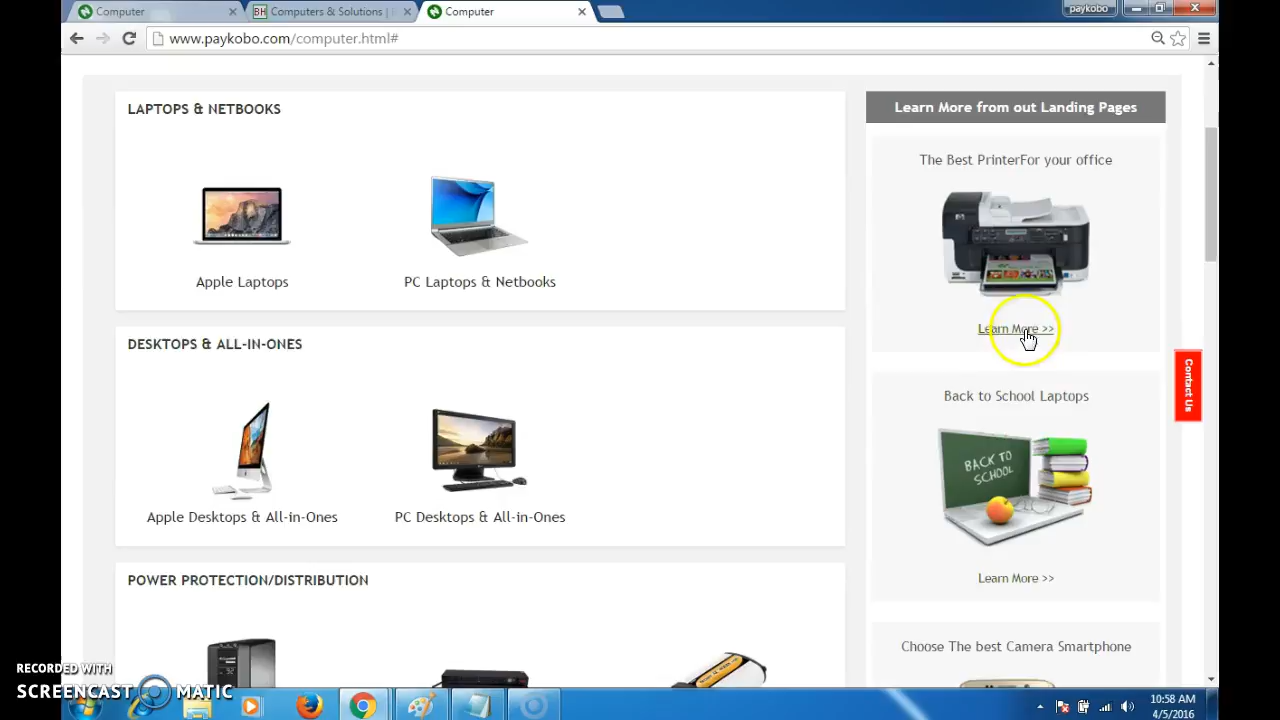 Computer
BH Computers & Solutions |
Computer
paykobo
www.paykobo.com/computer.html#
LAPTOPS & NETBOOKS
Apple Laptops
PC Laptops & Netbooks
DESKTOPS & ALL-IN-ONES
Apple Desktops & All-in-Ones
PC Desktops & All-in-Ones
POWER PROTECTION/DISTRIBUTION
Learn More from out Landing Pages
The Best PrinterFor your office
Learn More >>
Back to School Laptops
BACK TO
SCHOOL
Learn More >>
Choose The best Camera Smartphone
Contact Us
RECORDED WITH
SCREENCAST MATIC
10:58 AM
4/5/2016